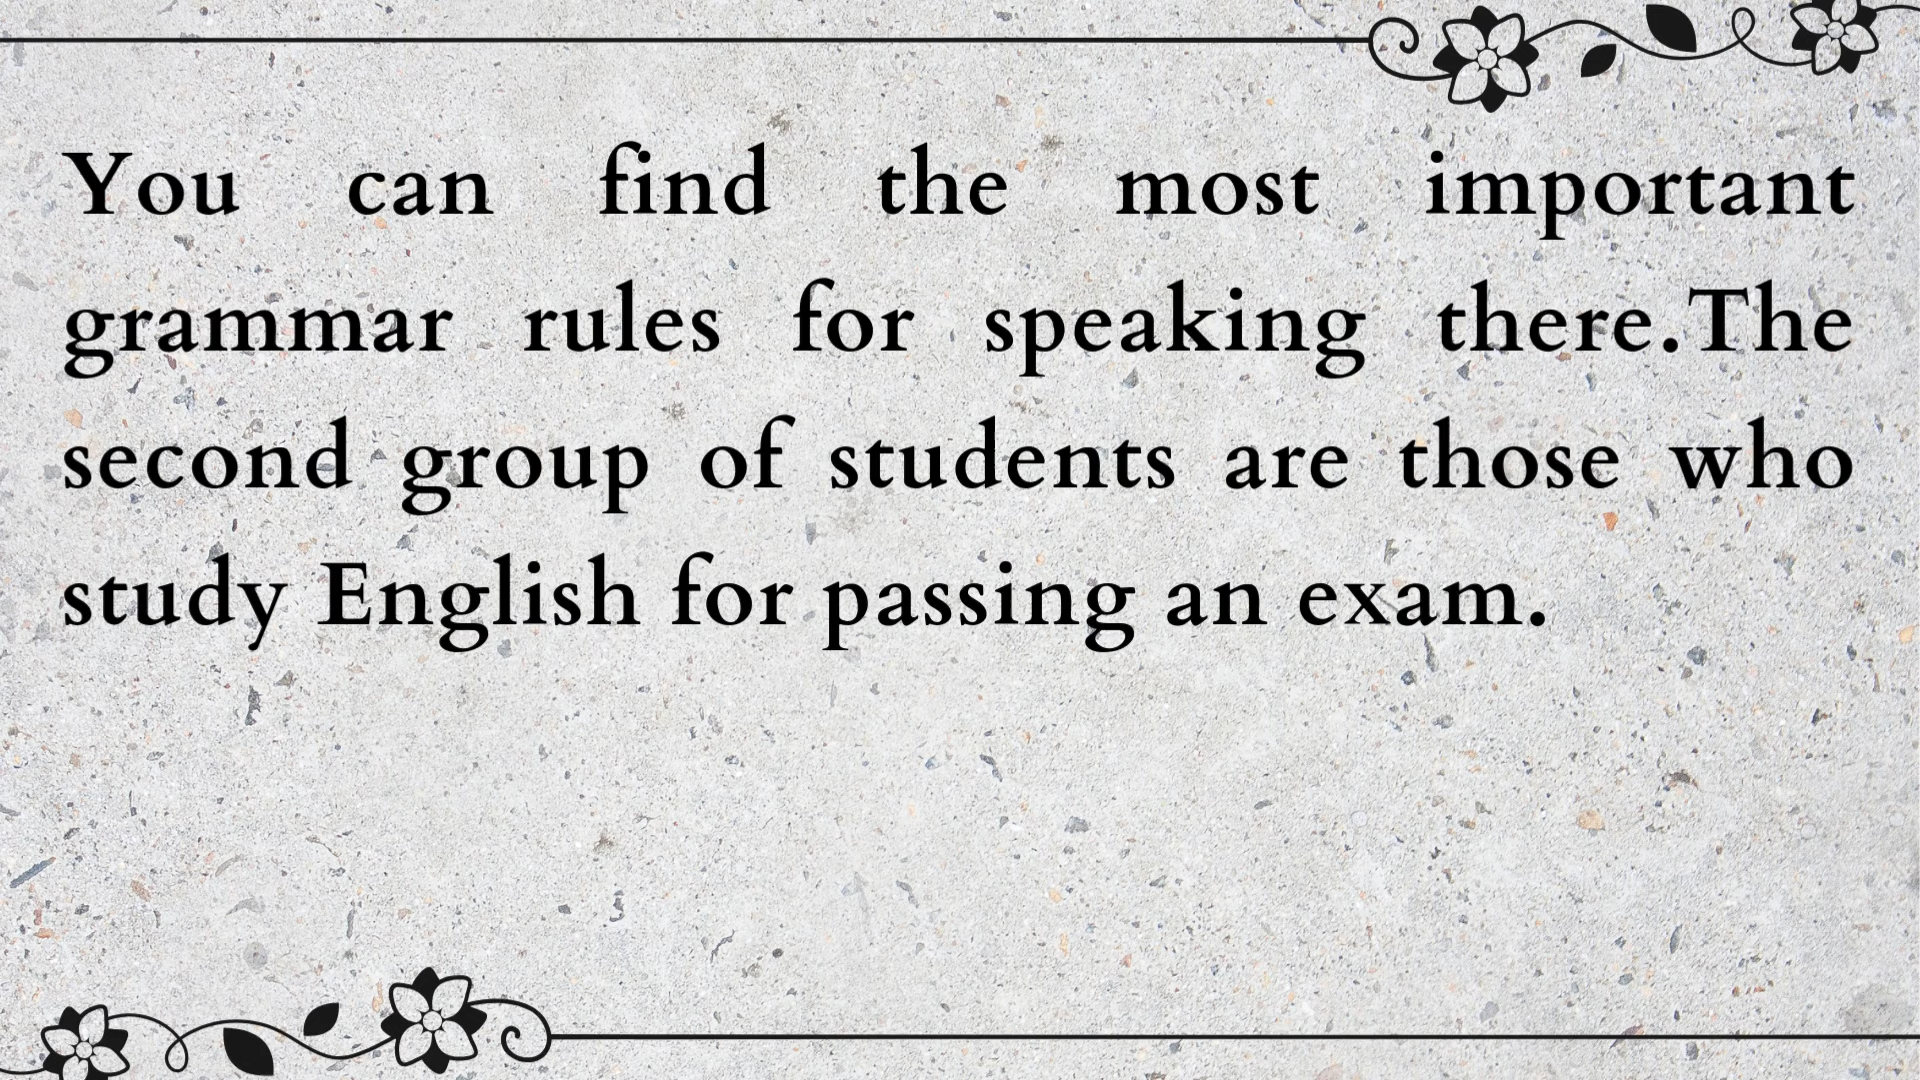 You can find the most important
grammar rules for speaking there.The
second group of students are those who
study English for passing an exam.